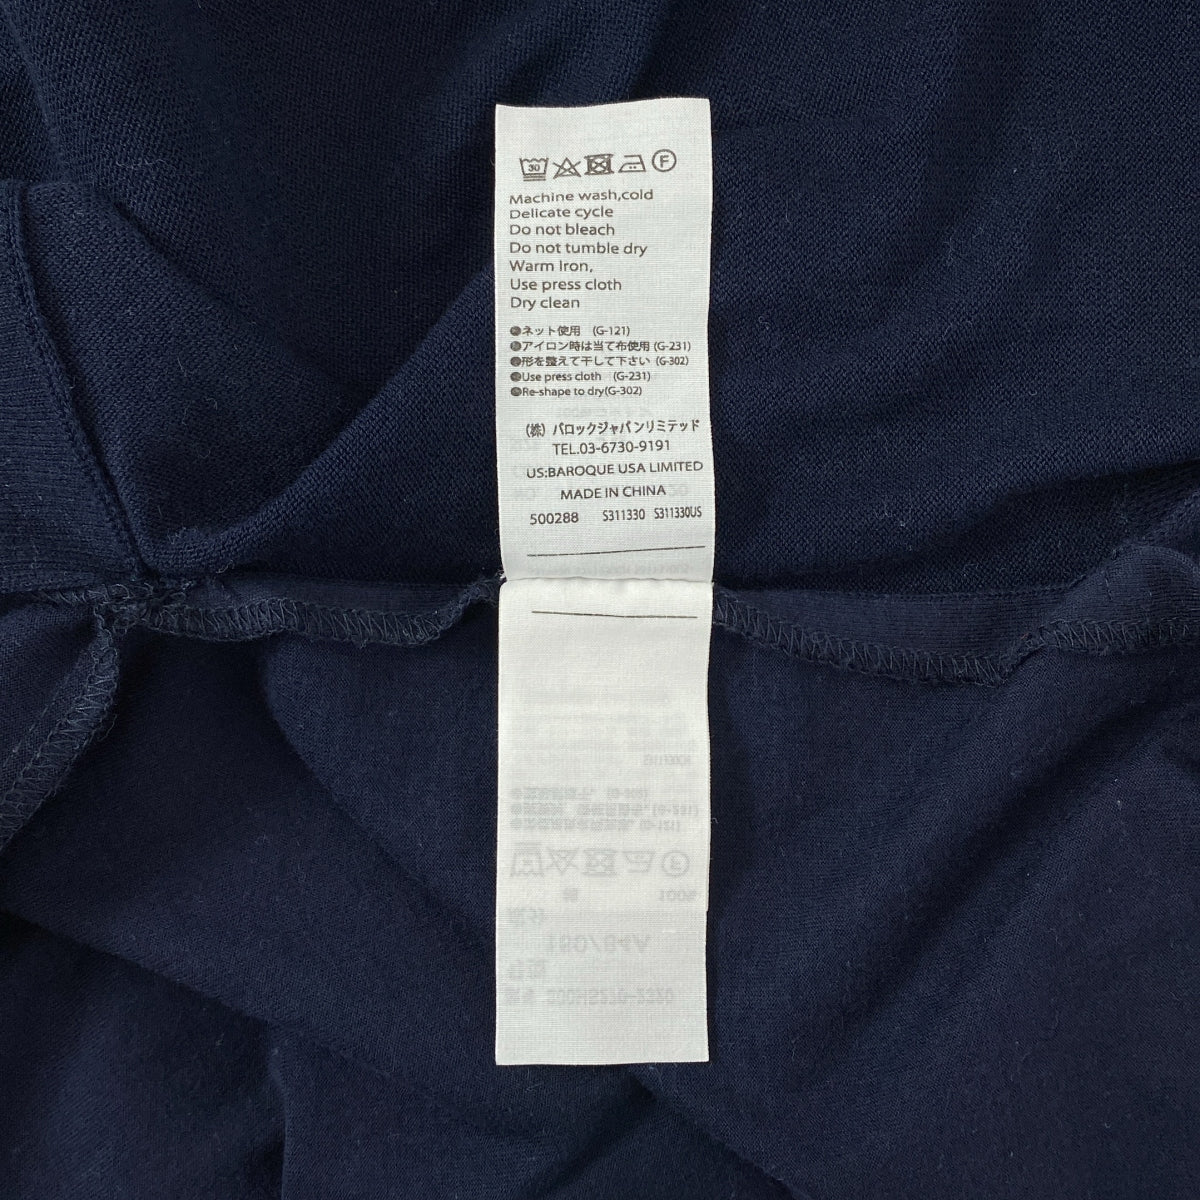 30 F
Machine wash,cold
Delicate cycle
Do not bleach
Do not tumble dry
Warm Iron,
Use press cloth
Dry clean
●ネット使用 (G-121)
●アイロン時は当て布使用 (G-231)
●形を整えて干して下さい (G-302)
●Use press cloth (G-231)
●Re-shape to dry(G-302)
(株) バロックジャパンリミテッド
TEL.03-6730-9191
US:BAROQUE USA LIMITED
MADE IN CHINA
500288 S311330 S311330US